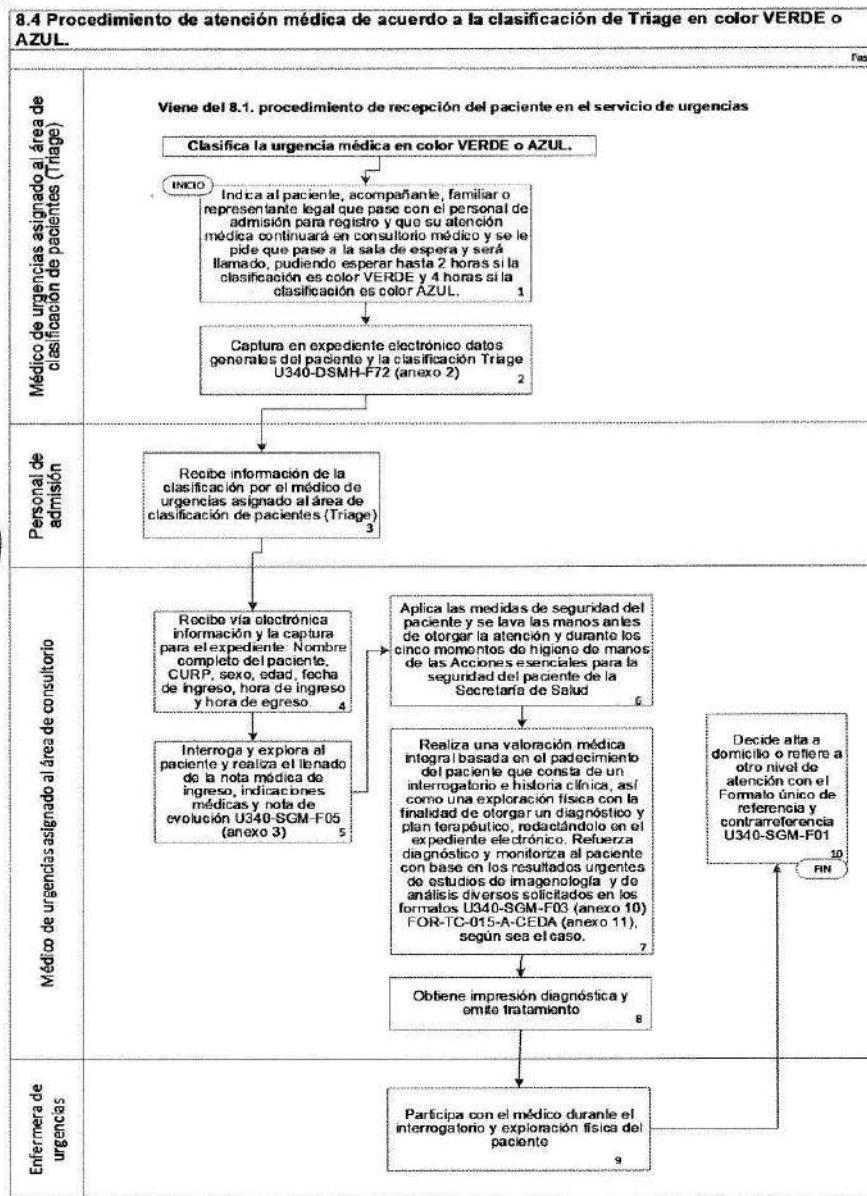 8.4 Procedimiento de atención médica de acuerdo a la clasificación de Triage en color VERDE o
AZUL.
Fas
Médico de urgencias asignado al área de
clasificación de pacientes (Triage)
Viene del 8.1. procedimiento de recepción del paciente en el servicio de urgencias
Clasifica la urgencia médica en color VERDE o AZUL.
INICIO
Indica al paciente, acompañante, familiar o
representante legal que pase con el personal de
admisión para registro y que su atención
médica continuará en consultorio médico y se le
pide que pase a la sala de espera y será
llamado, pudiendo esperar hasta 2 horas si la
clasificación es color VERDE y 4 horas si la
clasificación es color AZUL.
1
Captura en expediente electrónico datos
generales del paciente y la clasificación Triage
U340-DSMH-F72 (anexo 2)
2
Personal de
admisión
Recibe información de la
clasificación por el médico de
urgencias asignado al área de
clasificación de pacientes (Triage)
3
Médico de urgencias asignado al área de consultorio
Recibe vía electrónica
información y la captura
para el expediente: Nombre
completo del paciente,
CURP, sexo, edad, fecha
de ingreso, hora de ingreso
y hora de egreso.
4
Interroga y explora al
paciente y realiza el llenado
de la nota médica de
ingreso, indicaciones
médicas y nota de
evolución U340-SGM-F05
(anexo 3)
5
Aplica las medidas de seguridad del
paciente y se lava las manos antes
de otorgar la atención y durante los
cinco momentos de higiene de manos
de las Acciones esenciales para la
seguridad del paciente de la
Secretaría de Salud
6
Realiza una valoración médica
integral basada en el padecimiento
del paciente que consta de un
interrogatorio e historia clínica, así
como una exploración física con la
finalidad de otorgar un diagnóstico y
plan terapéutico, redactándolo en el
expediente electrónico. Refuerza
diagnóstico y monitoriza al paciente
con base en los resultados urgentes
de estudios de imagenología y de
análisis diversos solicitados en los
formatos U340-SGM-F03 (anexo 10)
FOR-TC-015-A-CEDA (anexo 11),
según sea el caso.
7
Obtiene impresión diagnóstica y
emite tratamiento
8
Decide alta a
domicilio o refiere a
otro nivel de
atención con el
Formato único de
referencia y
contrarreferencia
U340-SGM-F01
10
FIN
Enfermera de
urgencias
Participa con el médico durante el
interrogatorio y exploración física del
paciente
9